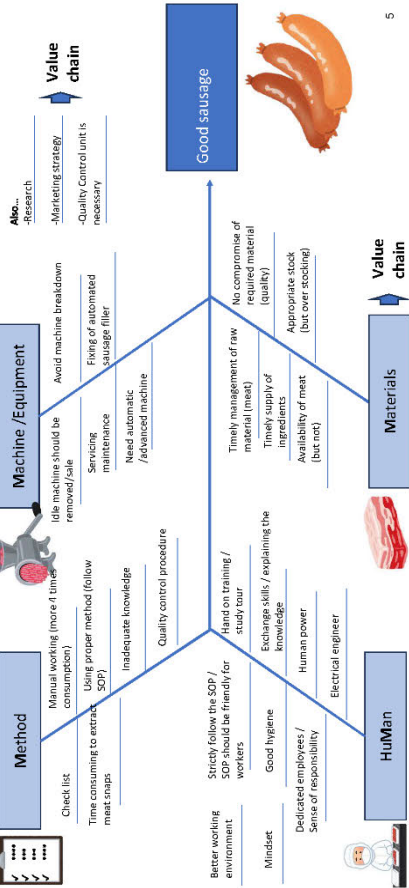 Method
Check list
Time consuming to extract
meat snaps
Manual working (more 4 times
consumption)
Using proper method (follow
SOP)
Inadequate knowledge
Quality control procedure
Machine /Equipment
Idle machine should be
removed/sale
Servicing
maintenance
Need automatic
/advanced machine
Avoid machine breakdown
Fixing of automated
sausage filler
Also...
-Research
-Marketing strategy
-Quality Control unit is
necessary
Value
chain
Good sausage
HuMan
Better working
environment
Mindset
Strictly follow the SOP /
SOP should be friendly for
workers
Good hygiene
Dedicated employees /
Sense of responsibility
Hand on training /
study tour
Exchange skills / explaining the
knowledge
Human power
Electrical engineer
Materials
Timely management of raw
material (meat)
Timely supply of
ingredients
Availability of meat
(but not)
No compromise of
required material
(quality)
Appropriate stock
(but over stocking)
Value
chain
5